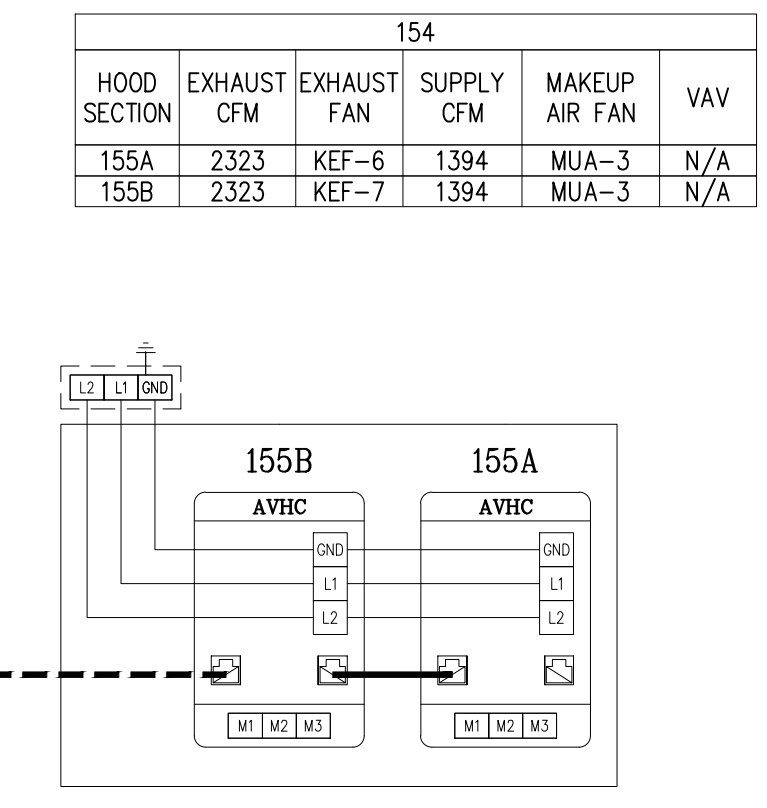 154
HOOD SECTION EXHAUST CFM EXHAUST FAN SUPPLY CFM MAKEUP AIR FAN VAV
155A 2323 KEF-6 1394 MUA-3 N/A
155B 2323 KEF-7 1394 MUA-3 N/A
L2 L1 GND
155B 155A
AVHC AVHC
GND GND
L1 L1
L2 L2
M1 M2 M3 M1 M2 M3